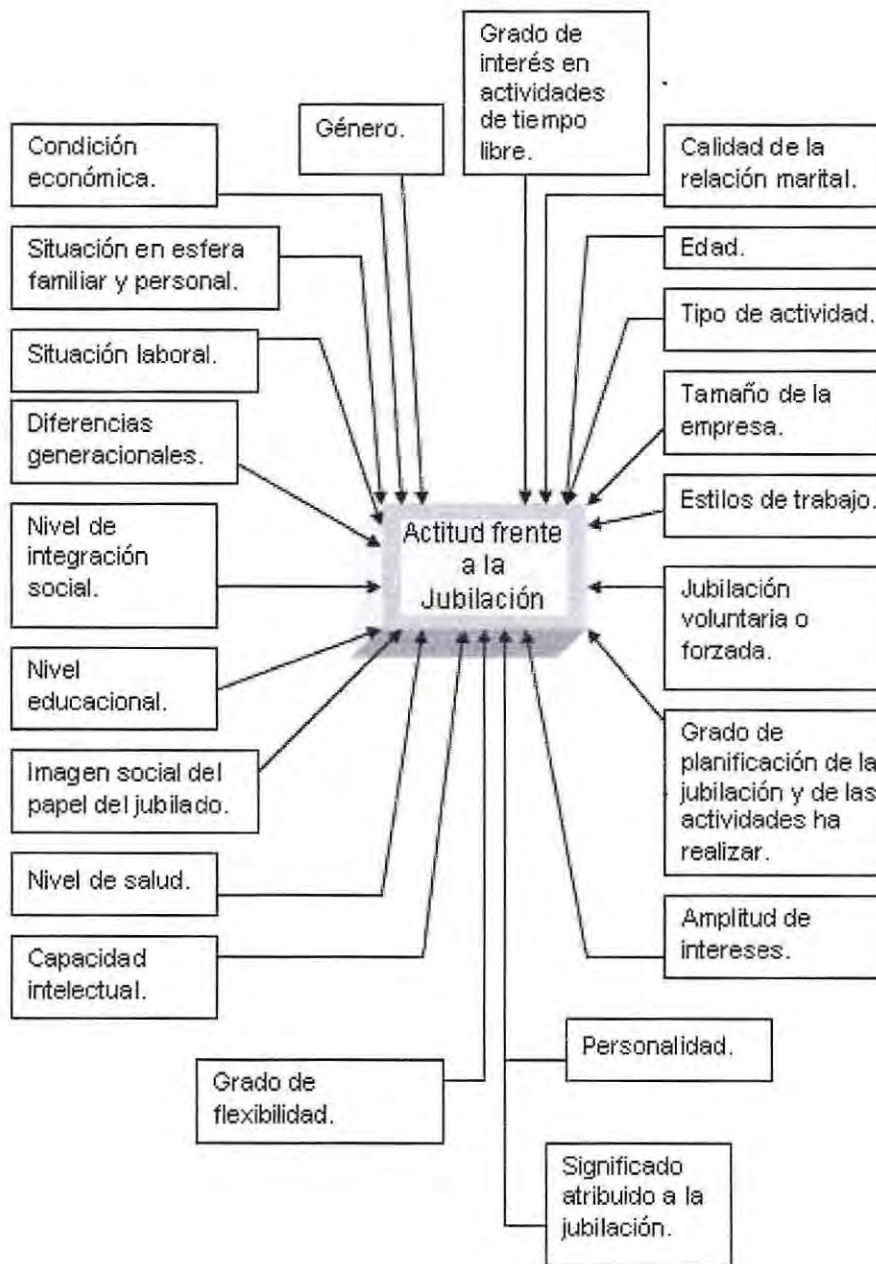 Grado de
interés en
actividades
de tiempo
libre.
Género.
Condición
económica.
Calidad de la
relación marital.
Situación en esfera
familiar y personal.
Edad.
Situación laboral.
Tipo de actividad.
Diferencias
generacionales.
Tamaño de la
empresa.
Estilos de trabajo.
Actitud frente
a la
Jubilación
Nivel de
integración
social.
Jubilación
voluntaria o
forzada.
Nivel
educacional.
Grado de
planificación de la
jubilación y de las
actividades ha
realizar.
Imagen social del
papel del jubilado.
Nivel de salud.
Amplitud de
intereses.
Capacidad
intelectual.
Personalidad.
Grado de
flexibilidad.
Significado
atribuido a la
jubilación.